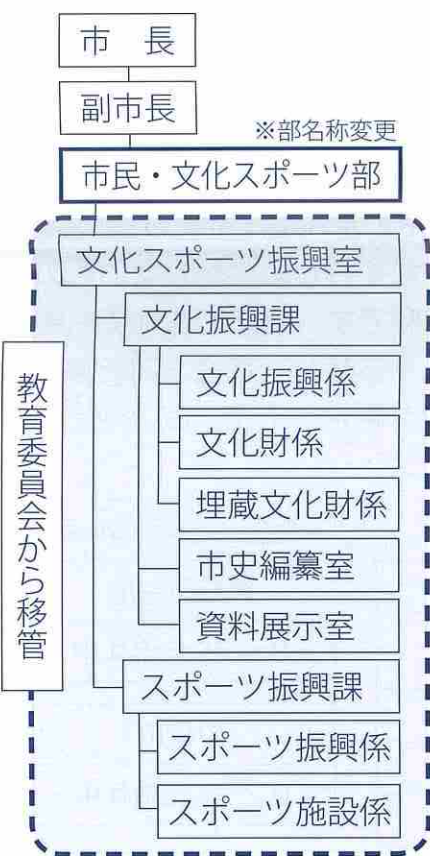 市　長
副市長
※部名称変更
市民・文化スポーツ部
文化スポーツ振興室
文化振興課
文化振興係
文化財係
埋蔵文化財係
市史編纂室
資料展示室
スポーツ振興課
スポーツ振興係
スポーツ施設係
教育委員会から移管